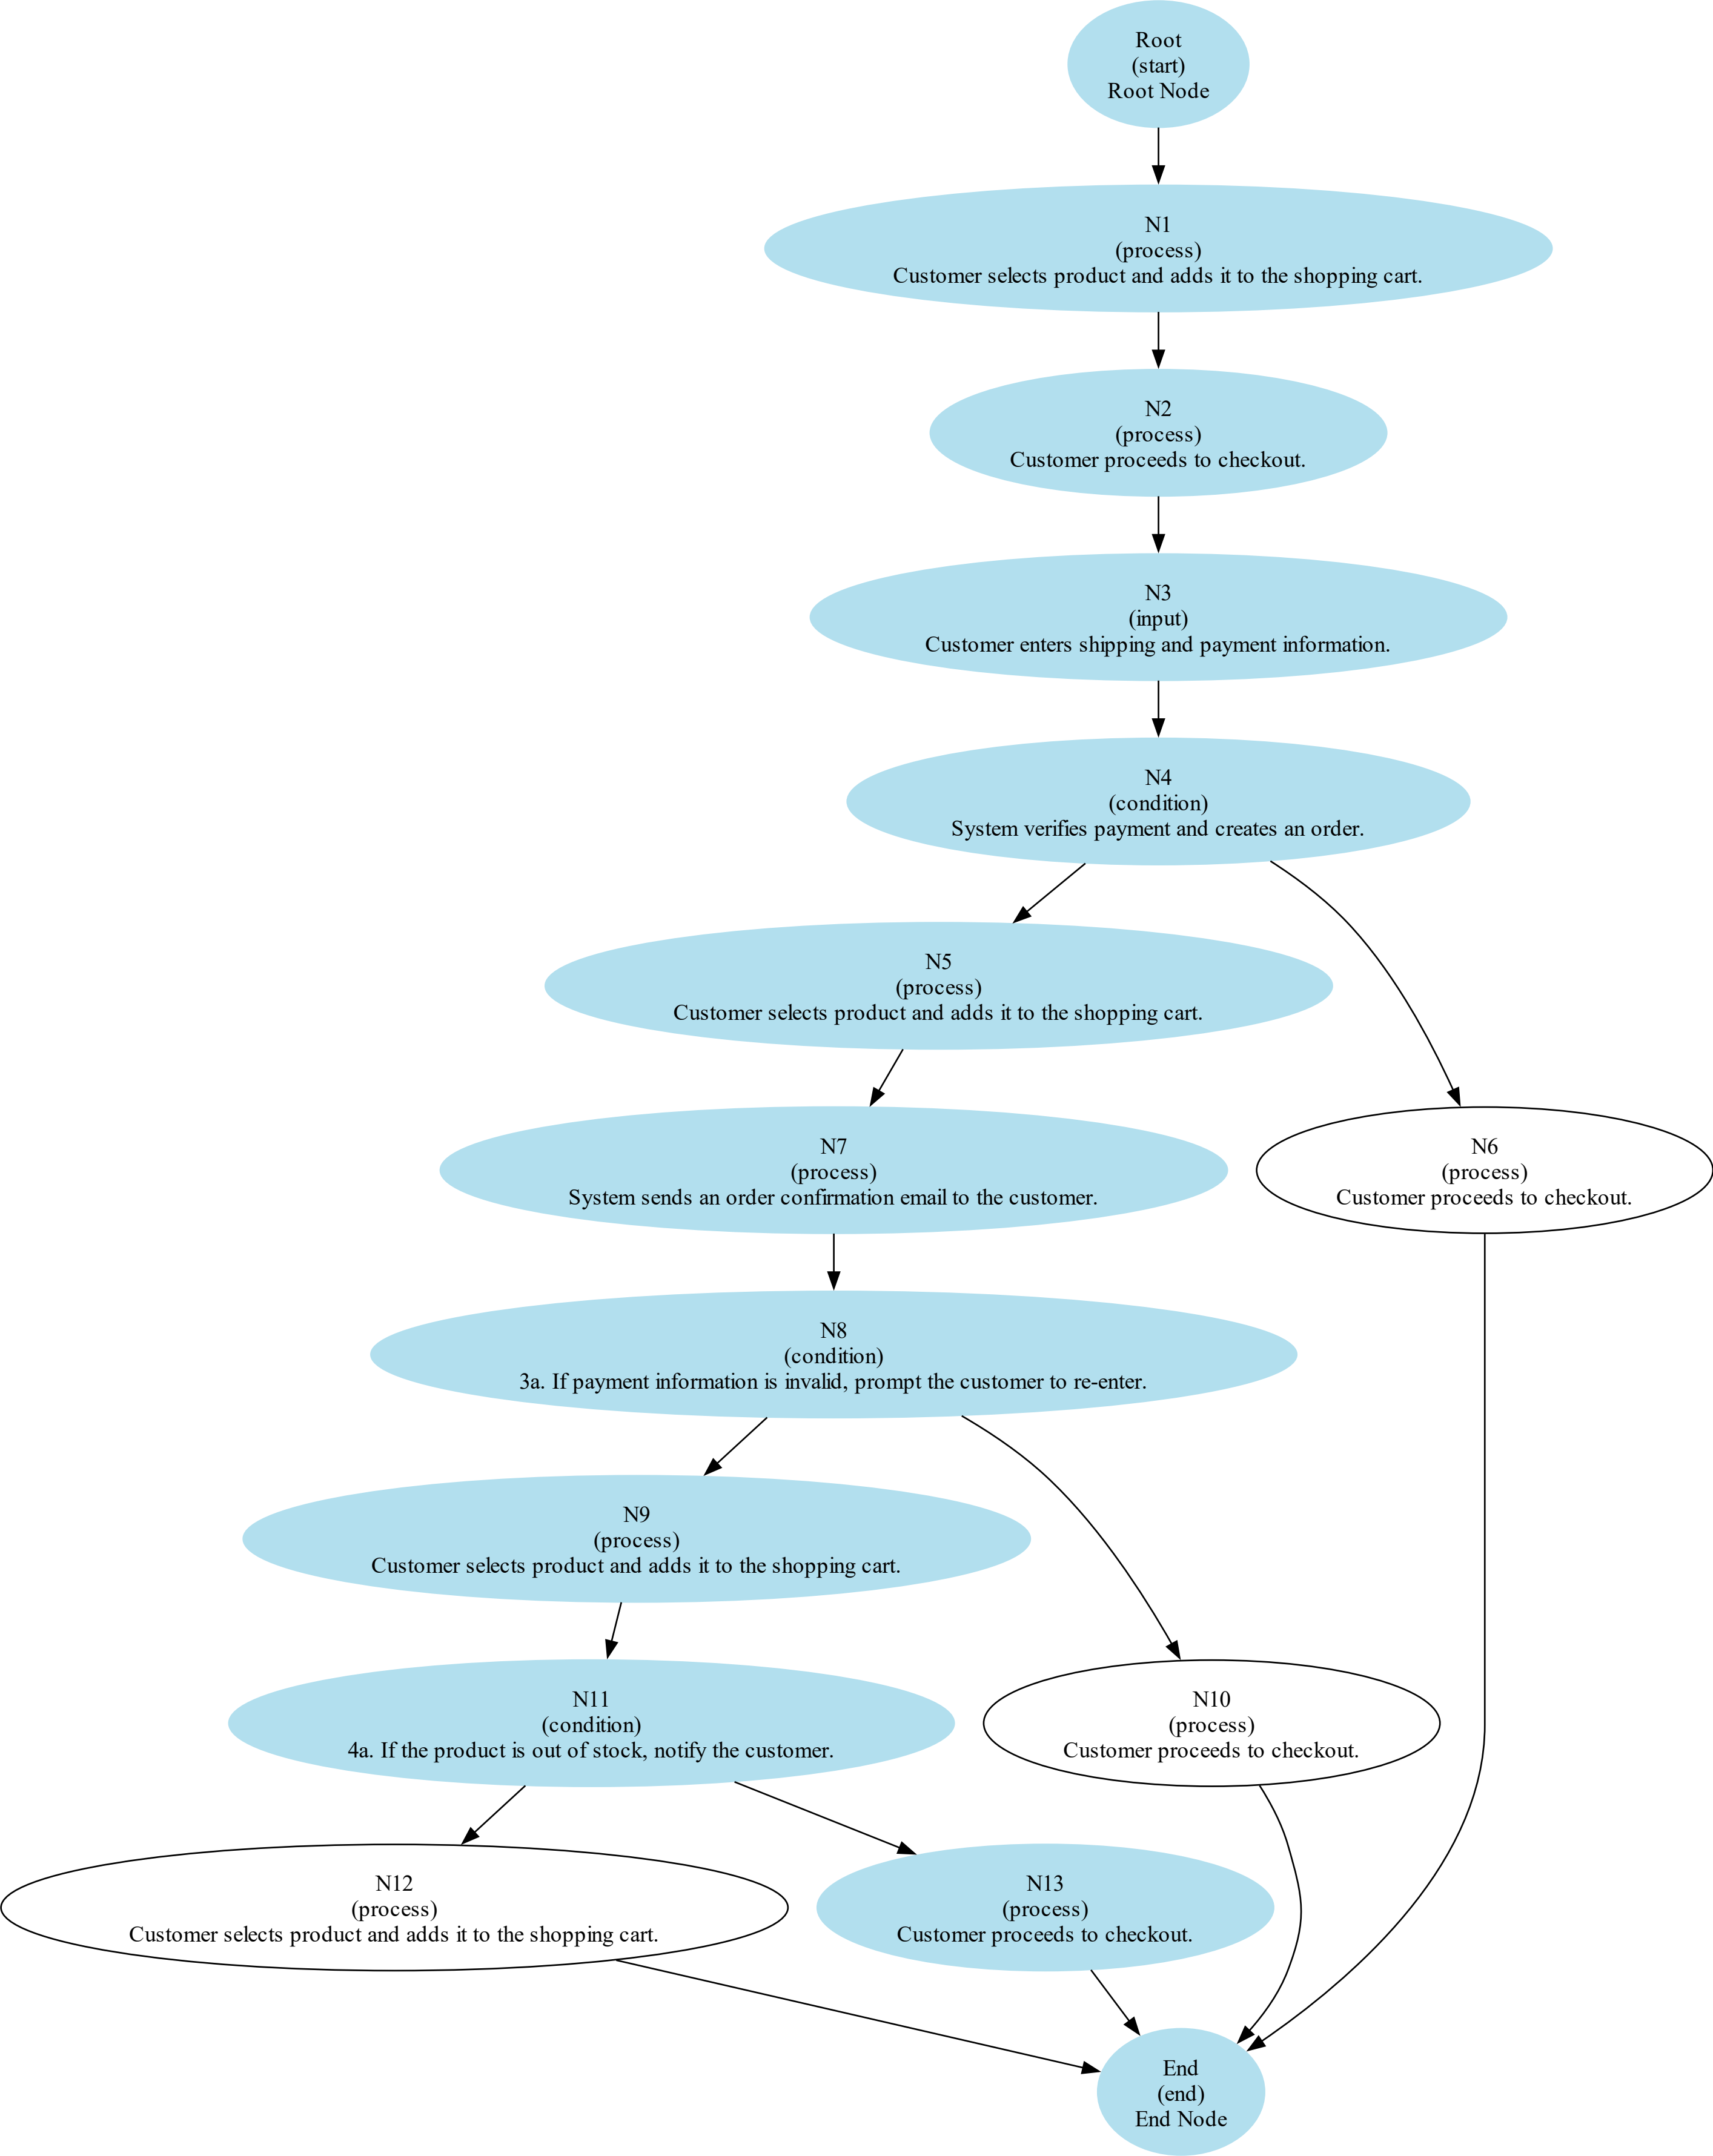 Root
(start)
Root Node
N1
(process)
Customer selects product and adds it to the shopping cart.
N2
(process)
Customer proceeds to checkout.
N3
(input)
Customer enters shipping and payment information.
N4
(condition)
System verifies payment and creates an order.
N5
(process)
Customer selects product and adds it to the shopping cart.
N7
(process)
System sends an order confirmation email to the customer.
N6
(process)
Customer proceeds to checkout.
N8
(condition)
3a. If payment information is invalid, prompt the customer to re-enter.
N9
(process)
Customer selects product and adds it to the shopping cart.
N11
(condition)
4a. If the product is out of stock, notify the customer.
N10
(process)
Customer proceeds to checkout.
N12
(process)
Customer selects product and adds it to the shopping cart.
N13
(process)
Customer proceeds to checkout.
End
(end)
End Node